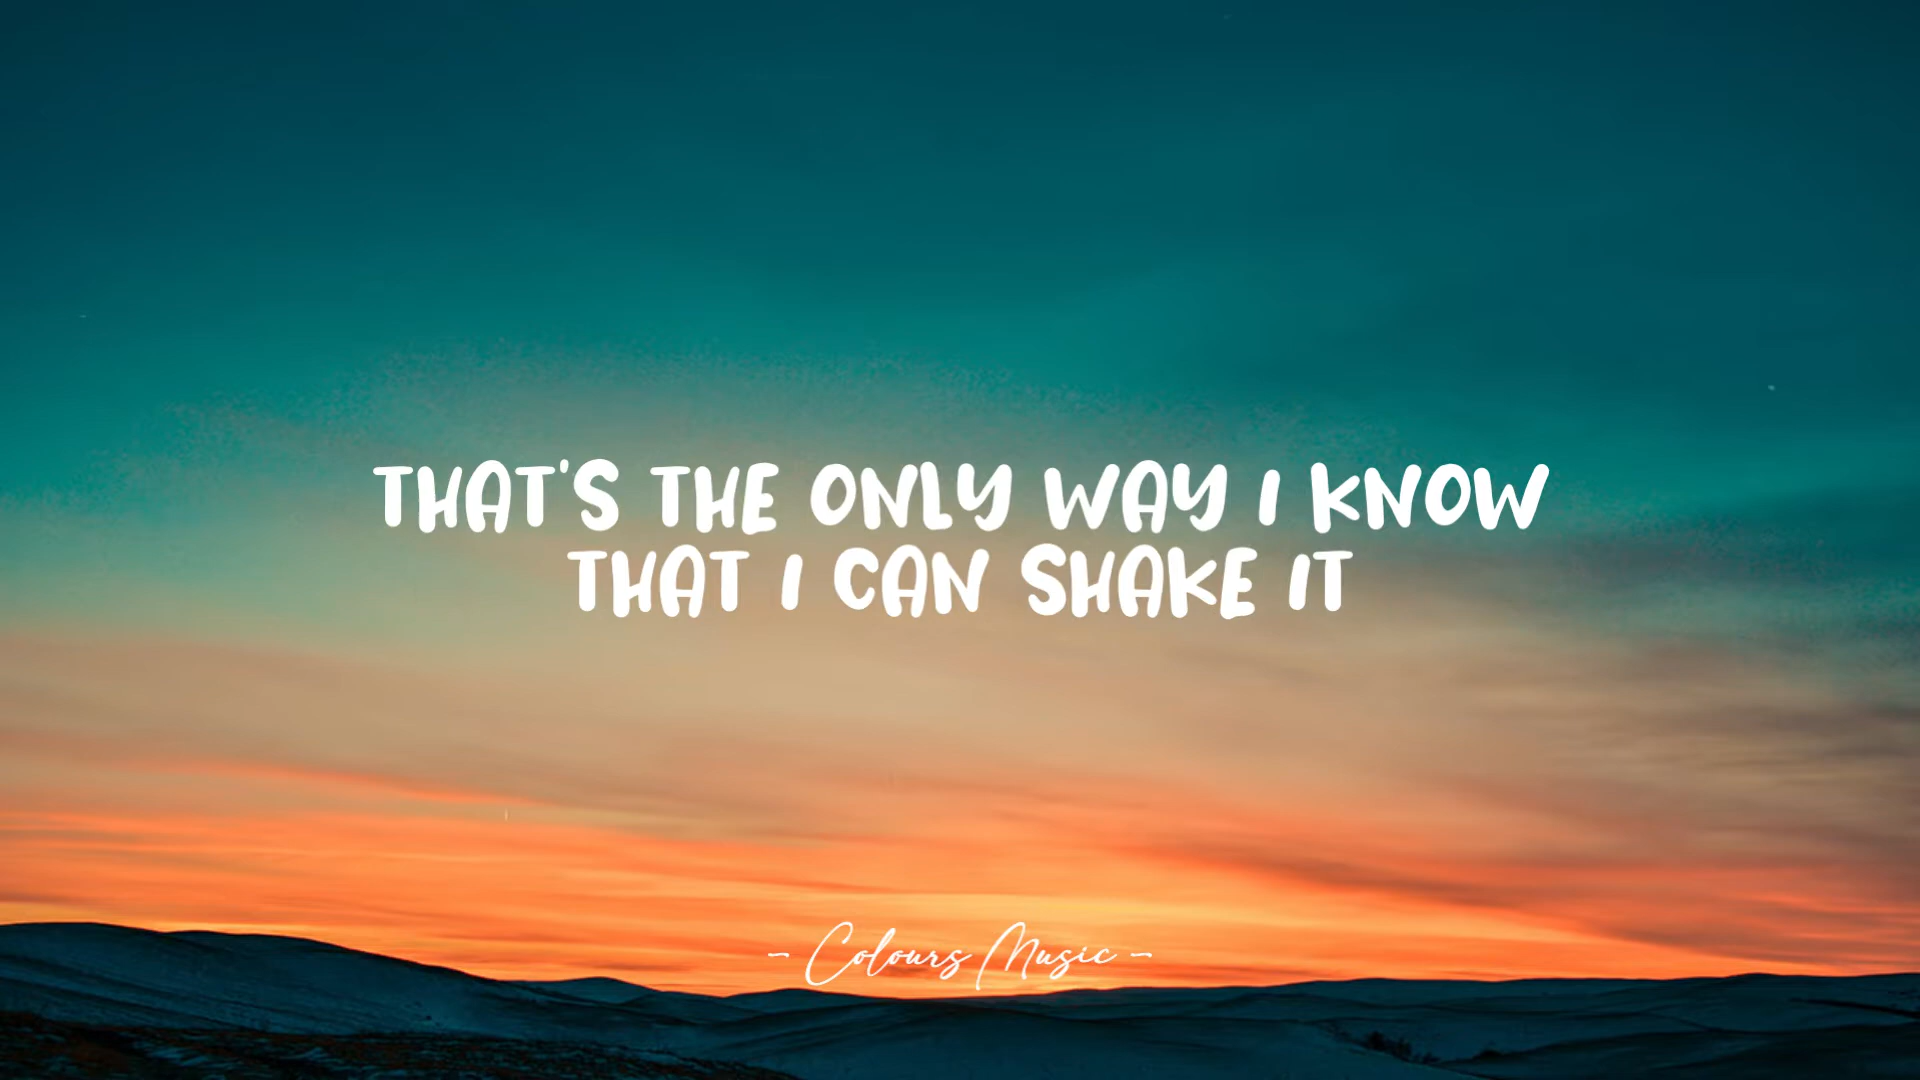 THAT'S THE ONLY WAY I KNOW
THAT I CAN SHAKE IT
- Colours Music -